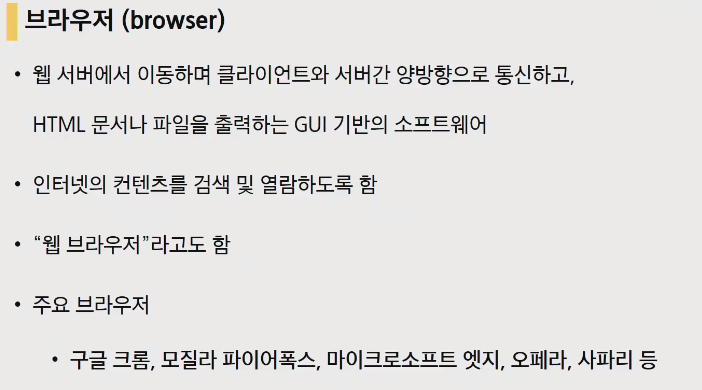 브라우저 (browser)
• 웹 서버에서 이동하며 클라이언트와 서버간 양방향으로 통신하고,
HTML 문서나 파일을 출력하는 GUI 기반의 소프트웨어
• 인터넷의 컨텐츠를 검색 및 열람하도록 함
• “웹 브라우저”라고도 함
• 주요 브라우저
• 구글 크롬, 모질라 파이어폭스, 마이크로소프트 엣지, 오페라, 사파리 등